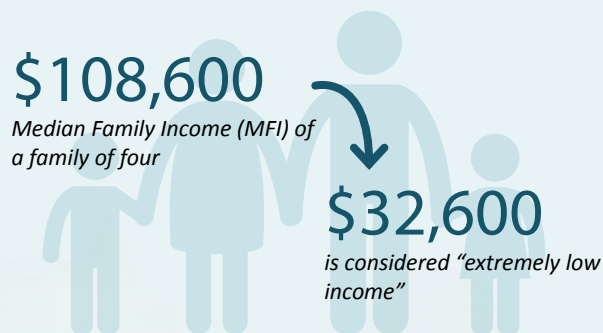 $108,600
Median Family Income (MFI) of
a family of four
$32,600
is considered “extremely low
income”